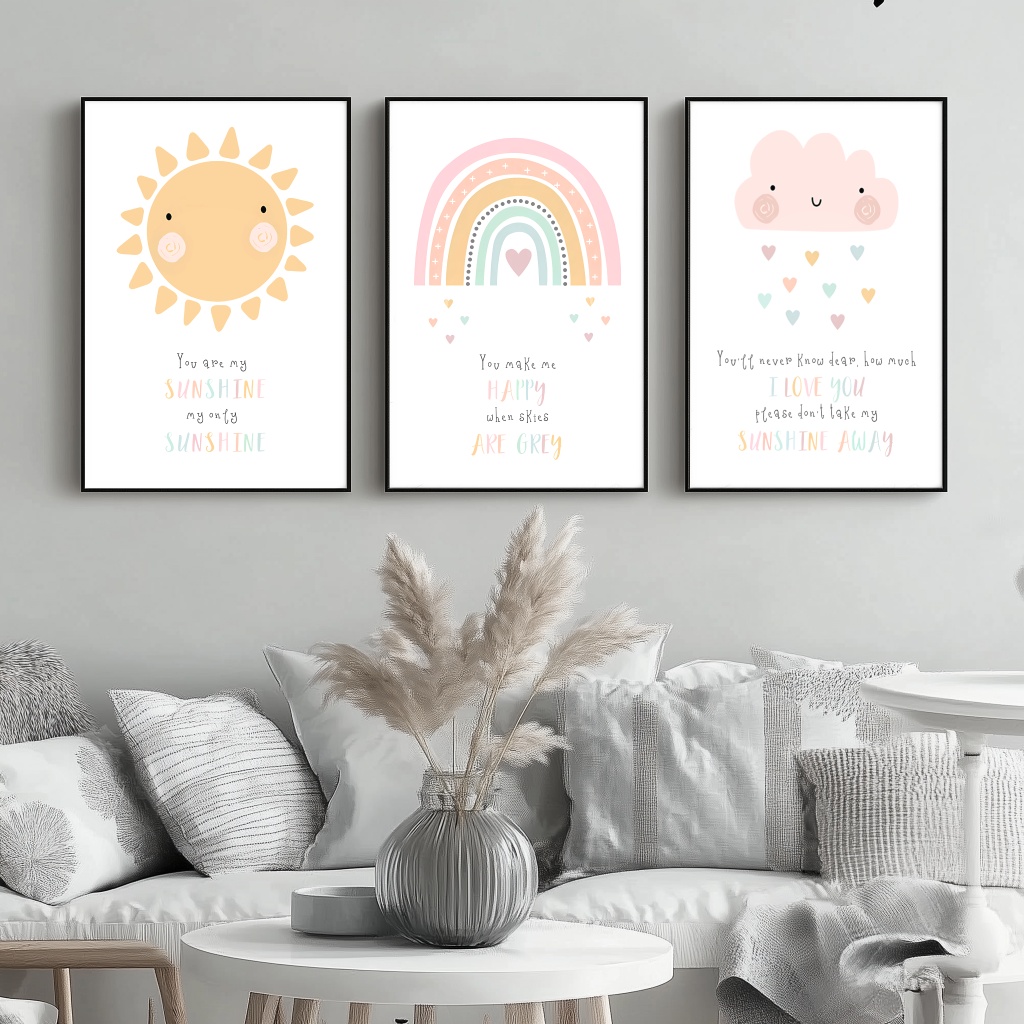 You are my
SUNSHINE
my only
SUNSHINE
You make me
HAPPY
when skies
ARE GREY
You'll never know dear, how much
I LOVE YOU
please don't take my
SUNSHINE AWAY